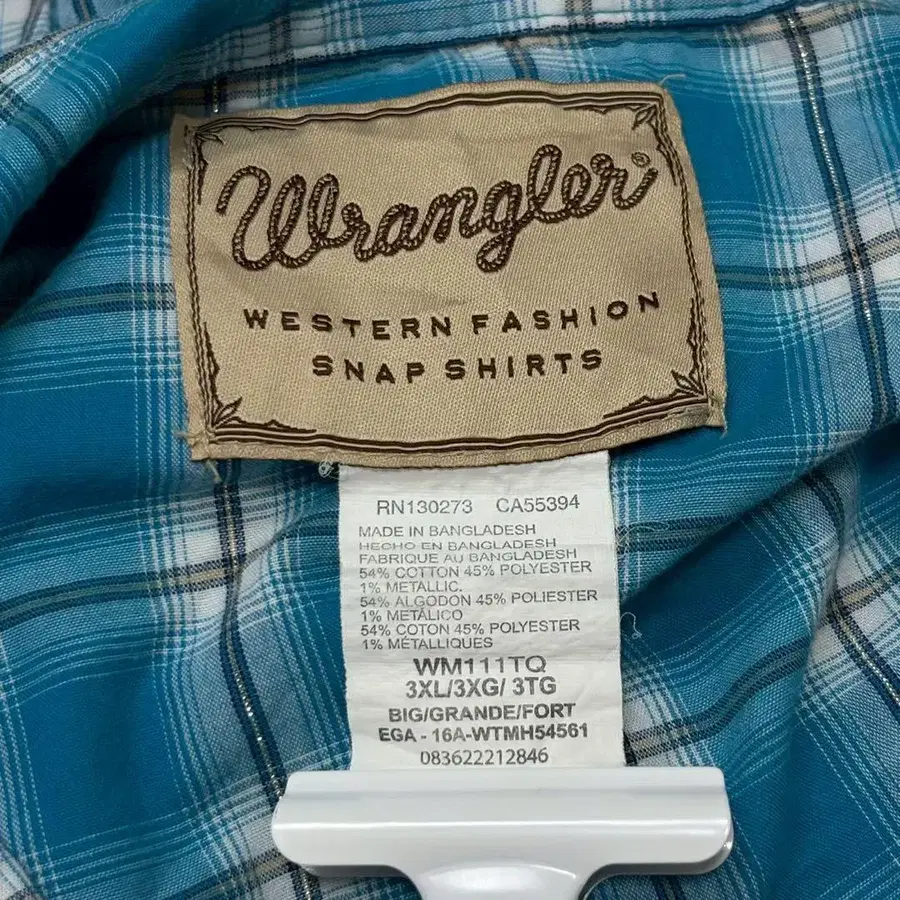 Wrangler®
WESTERN FASHION
SNAP SHIRTS
RN130273 CA55394
MADE IN BANGLADESH
HECHO EN BANGLADESH
FABRIQUE AU BANGLADESH
54% COTTON 45% POLYESTER
1% METALLIC.
54% ALGODON 45% POLIESTER
1% METÁLICO
54% COTON 45% POLYESTER
1% MÉTALLIQUES
WM111TQ
3XL/3XG/ 3TG
BIG/GRANDE/FORT
EGA - 16A-WTMH54561
083622212846